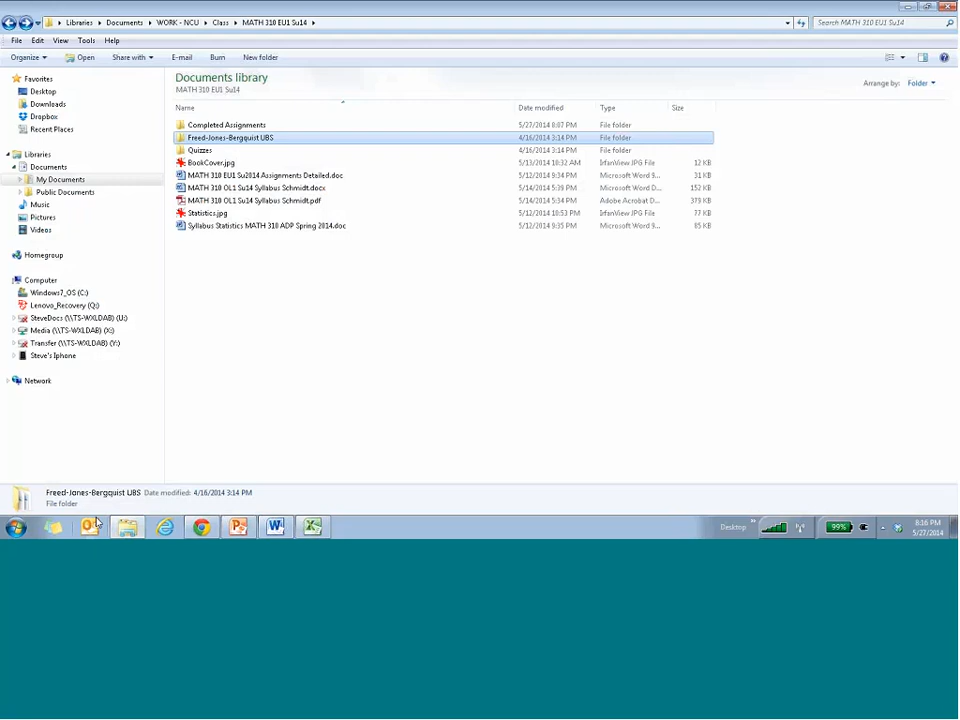 Libraries ▸ Documents ▸ WORK - NCU ▸ Class ▸ MATH 310 EU1 Su14 ▸
Search MATH 310 EU1 Su14
File Edit View Tools Help
Organize ▾ Open Share with ▾ E-mail Burn New folder
Favorites
Desktop
Downloads
Dropbox
Recent Places
Libraries
Documents
My Documents
Public Documents
Music
Pictures
Videos
Homegroup
Computer
Windows7_OS (C:)
Lenovo_Recovery (Q:)
SteveDocs (\\TS-WXLDAB) (U:)
Media (\\TS-WXLDAB) (X:)
Transfer (\\TS-WXLDAB) (Y:)
Steve's Iphone
Network
Documents library
MATH 310 EU1 Su14
Arrange by: Folder ▾
Name Date modified Type Size
Completed Assignments 5/27/2014 8:07 PM File folder
Freed-Jones-Bergquist UBS 4/16/2014 3:14 PM File folder
Quizzes 4/16/2014 3:14 PM File folder
BookCover.jpg 5/13/2014 10:32 AM IrfanView JPG File 12 KB
MATH 310 EU1 Su2014 Assignments Detailed.doc 5/12/2014 9:34 PM Microsoft Word 9... 31 KB
MATH 310 OL1 Su14 Syllabus Schmidt.docx 5/14/2014 5:39 PM Microsoft Word D... 152 KB
MATH 310 OL1 Su14 Syllabus Schmidt.pdf 5/14/2014 5:34 PM Adobe Acrobat D... 373 KB
Statistics.jpg 5/12/2014 10:53 PM IrfanView JPG File 77 KB
Syllabus Statistics MATH 310 ADP Spring 2014.doc 5/12/2014 9:35 PM Microsoft Word 9... 85 KB
Freed-Jones-Bergquist UBS Date modified: 4/16/2014 3:14 PM
File folder
Desktop » 99% 8:16 PM
5/27/2014